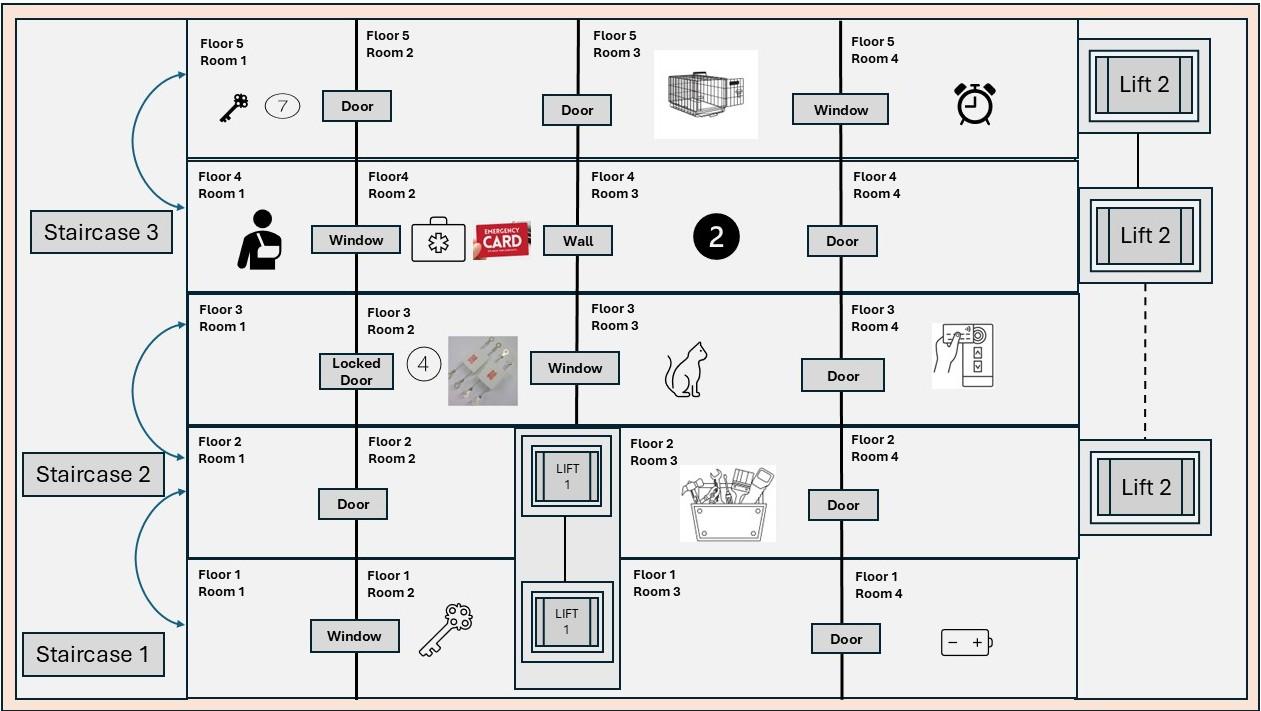 Floor 5
Room 1
7
Door
Floor 5
Room 2
Door
Floor 5
Room 3
Window
Floor 5
Room 4
Lift 2
Staircase 3
Floor 4
Room 1
Window
Floor4
Room 2
EMERGENCY
CARD
Wall
Floor 4
Room 3
2
Door
Floor 4
Room 4
Lift 2
Floor 3
Room 1
Locked
Door
Floor 3
Room 2
4
Window
Floor 3
Room 3
Door
Floor 3
Room 4
Staircase 2
Floor 2
Room 1
Door
Floor 2
Room 2
LIFT
1
Floor 2
Room 3
Door
Floor 2
Room 4
Lift 2
Staircase 1
Floor 1
Room 1
Window
Floor 1
Room 2
LIFT
1
Floor 1
Room 3
Door
Floor 1
Room 4
- +